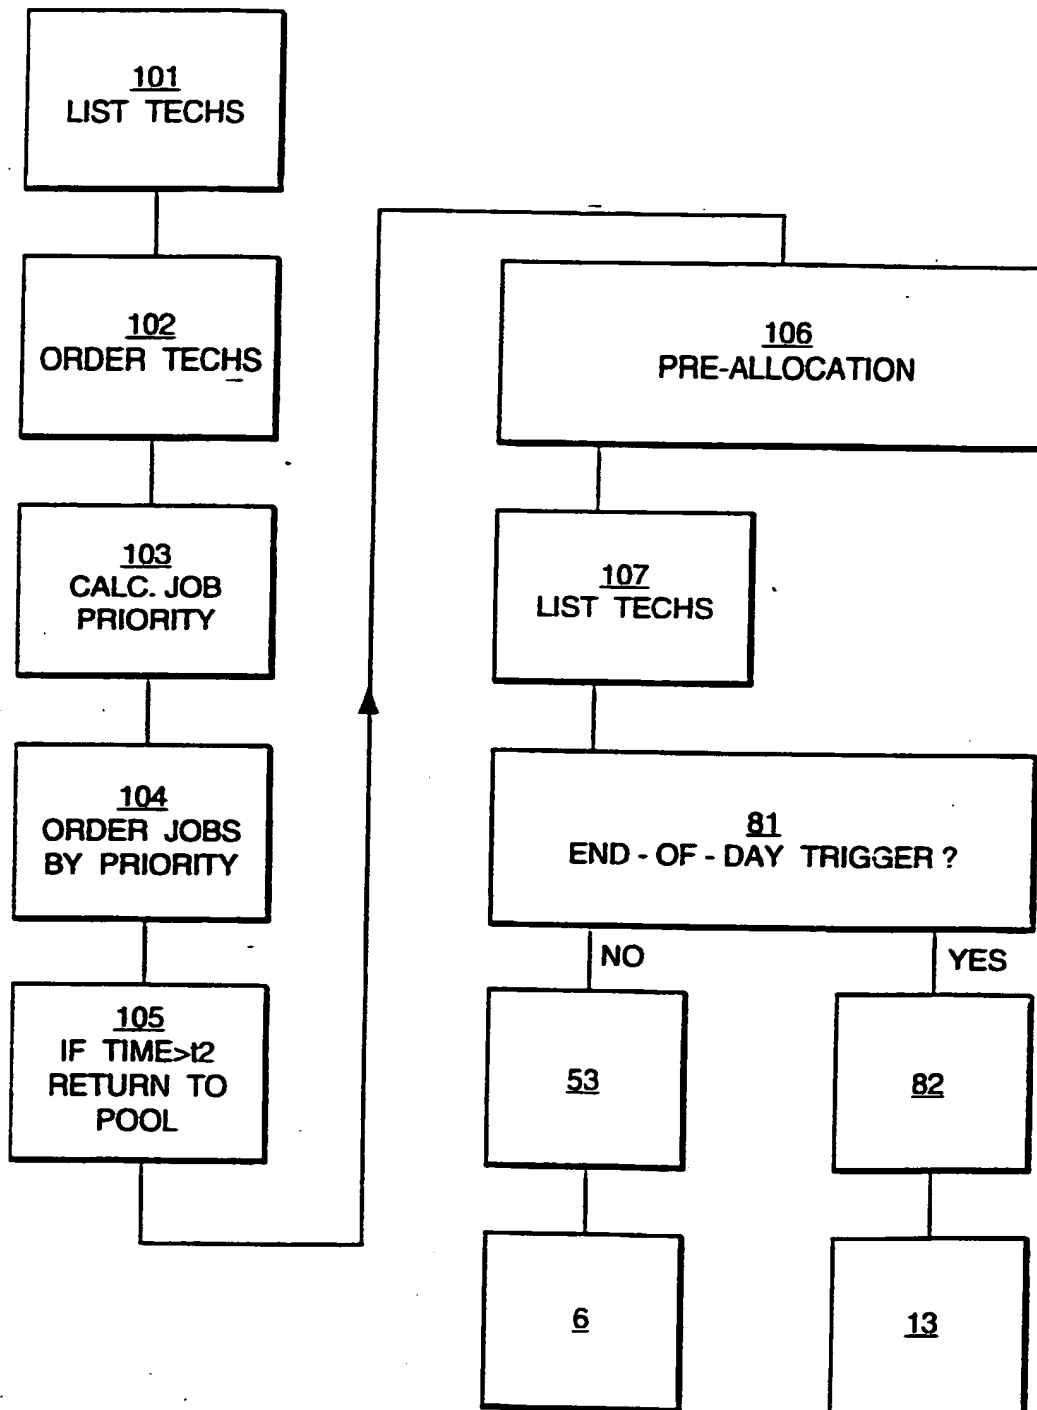 101
LIST TECHS
102
ORDER TECHS
103
CALC. JOB
PRIORITY
104
ORDER JOBS
BY PRIORITY
105
IF TIME>t2
RETURN TO
POOL
106
PRE-ALLOCATION
107
LIST TECHS
81
END - OF - DAY TRIGGER ?
NO
YES
53
82
6
13